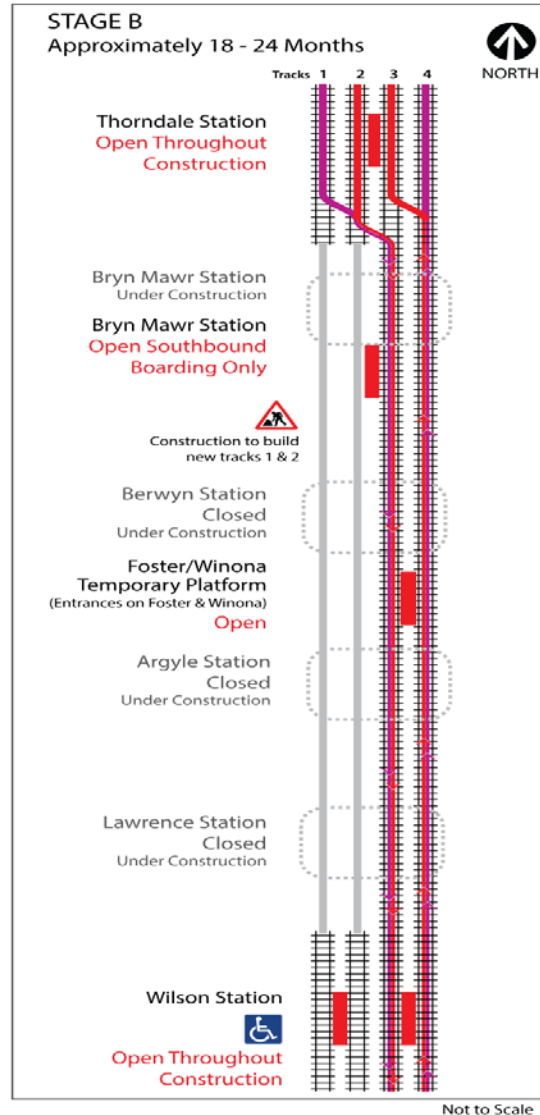 STAGE B
Approximately 18 - 24 Months
NORTH
Tracks 1 2 3 4
Thorndale Station
Open Throughout
Construction
Bryn Mawr Station
Under Construction
Bryn Mawr Station
Open Southbound
Boarding Only
Construction to build
new tracks 1 & 2
Berwyn Station
Closed
Under Construction
Foster/Winona
Temporary Platform
(Entrances on Foster & Winona)
Open
Argyle Station
Closed
Under Construction
Lawrence Station
Closed
Under Construction
Wilson Station
Open Throughout
Construction
Not to Scale